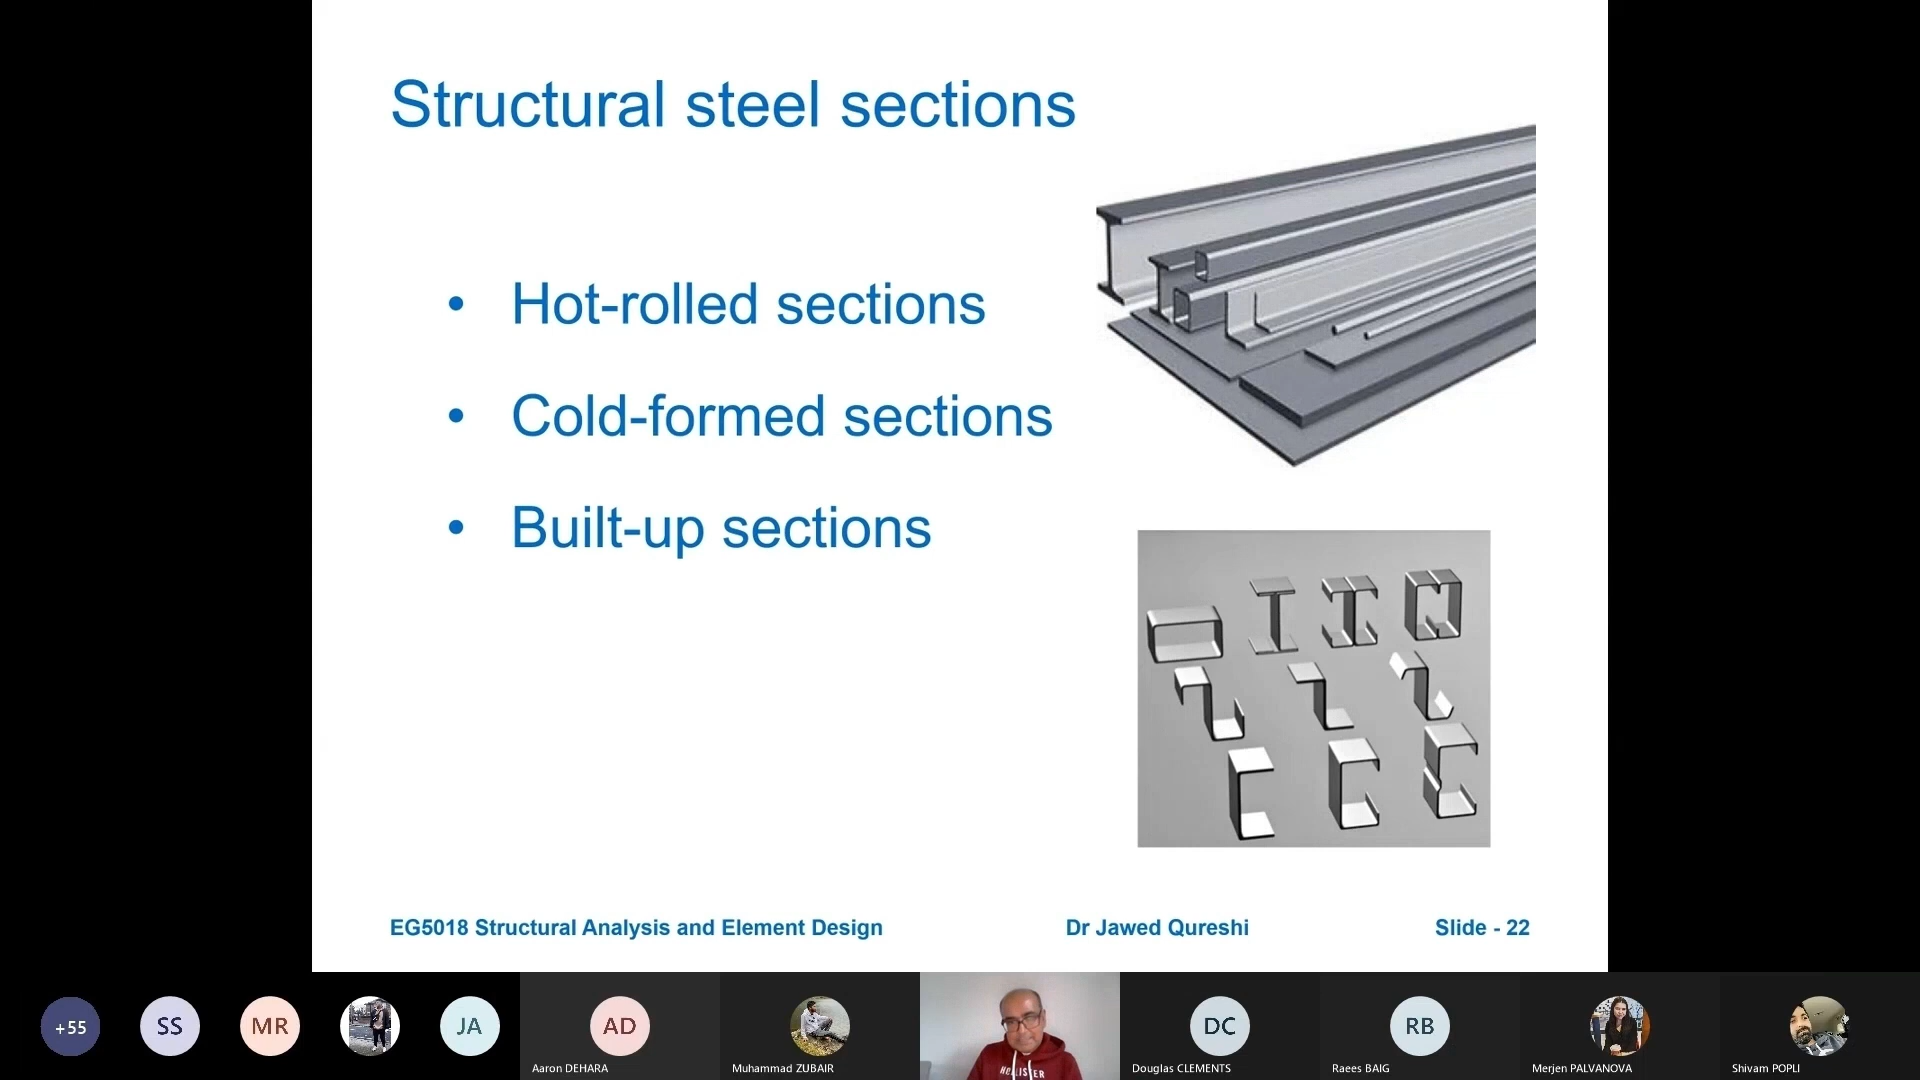 Structural steel sections
• Hot-rolled sections
• Cold-formed sections
• Built-up sections
EG5018 Structural Analysis and Element Design
Dr Jawed Qureshi
Slide - 22
+55
SS
MR
JA
AD
Aaron DEHARA
Muhammad ZUBAIR
HOLLISTER
DC
Douglas CLEMENTS
RB
Raees BAIG
Merjen PALVANOVA
Shivam POPLI